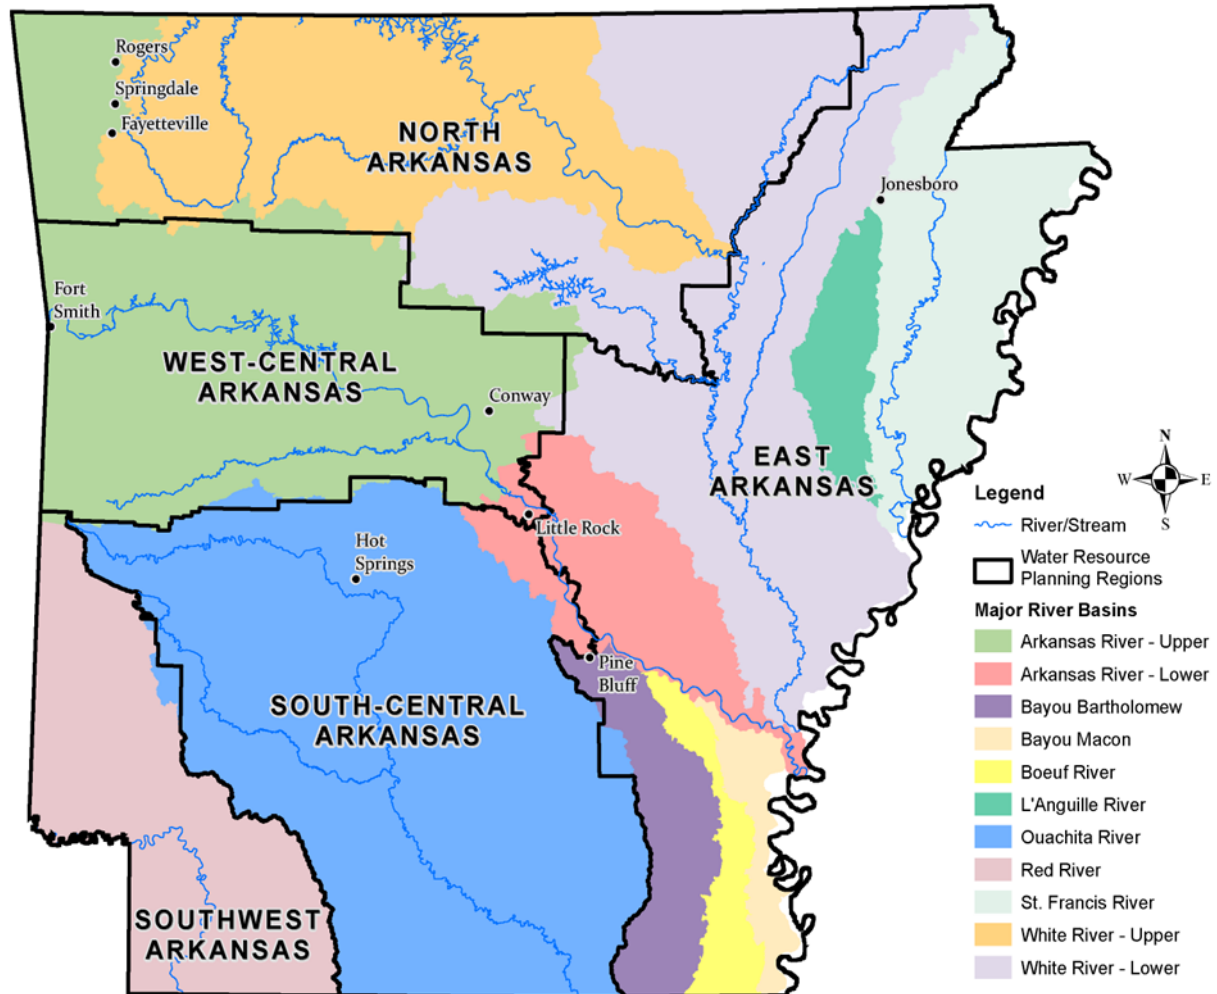 Rogers
Springdale
Fayetteville
NORTH
ARKANSAS
Jonesboro
Fort
Smith
WEST-CENTRAL
ARKANSAS
Conway
EAST
ARKANSAS
Little Rock
Hot
Springs
Pine
Bluff
SOUTH-CENTRAL
ARKANSAS
SOUTHWEST
ARKANSAS
N
W
E
S
Legend
River/Stream
Water Resource
Planning Regions
Major River Basins
Arkansas River - Upper
Arkansas River - Lower
Bayou Bartholomew
Bayou Macon
Boeuf River
L'Anguille River
Ouachita River
Red River
St. Francis River
White River - Upper
White River - Lower